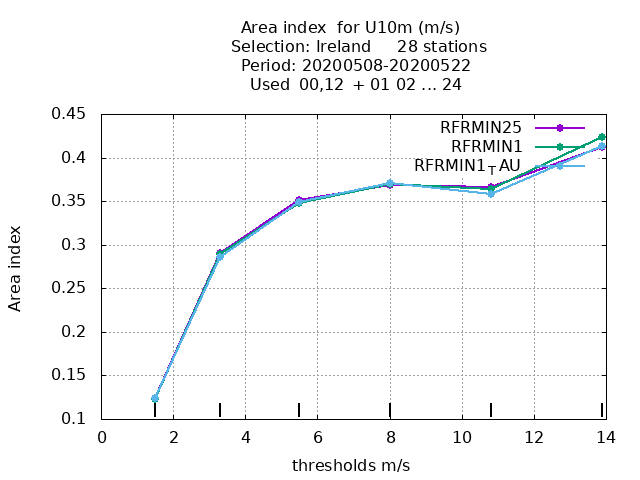 Area index  for U10m (m/s)
Selection: Ireland     28 stations
Period: 20200508-20200522
Used  00,12  + 01 02 ... 24
0.45
0.4
0.35
0.3
0.25
0.2
0.15
0.1
Area index
RFRMIN25
RFRMIN1
RFRMIN1TAU
0 2 4 6 8 10 12 14
thresholds m/s